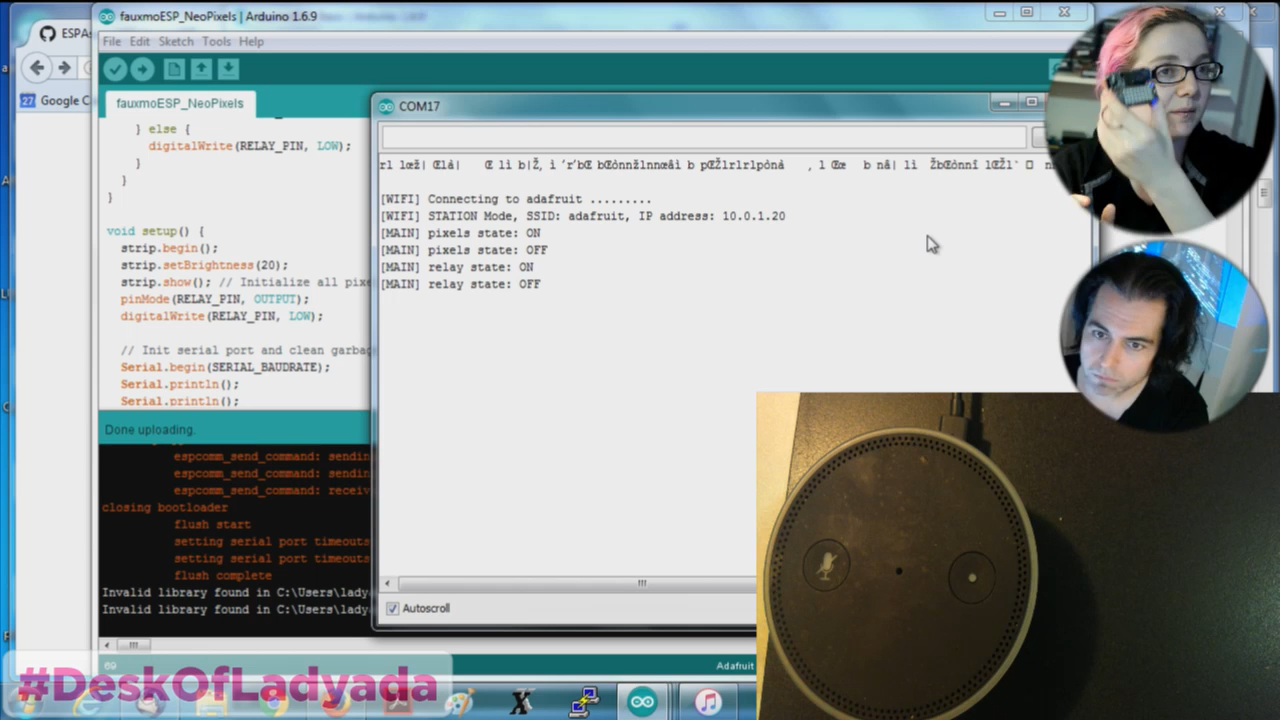 ESPAs
fauxmoESP_NeoPixels | Arduino 1.6.9
File Edit Sketch Tools Help
27 Google C
fauxmoESP_NeoPixels
} else {
digitalWrite(RELAY_PIN, LOW);
}
}
}
void setup() {
strip.begin();
strip.setBrightness(20);
strip.show(); // Initialize all pixe
pinMode(RELAY_PIN, OUTPUT);
digitalWrite(RELAY_PIN, LOW);
// Init serial port and clean garbag
Serial.begin(SERIAL_BAUDRATE);
Serial.println();
Serial.println();
Done uploading.
espcomm_send_command: sendin
espcomm_send_command: sendin
espcomm_send_command: receiv
closing bootloader
flush start
setting serial port timeouts
setting serial port timeouts
flush complete
Invalid library found in C:\Users\lady
Invalid library found in C:\Users\lady
69
Adafruit
COM17
[WIFI] Connecting to adafruit .........
[WIFI] STATION Mode, SSID: adafruit, IP address: 10.0.1.20
[MAIN] pixels state: ON
[MAIN] pixels state: OFF
[MAIN] relay state: ON
[MAIN] relay state: OFF
Autoscroll
#DeskOfLadyada